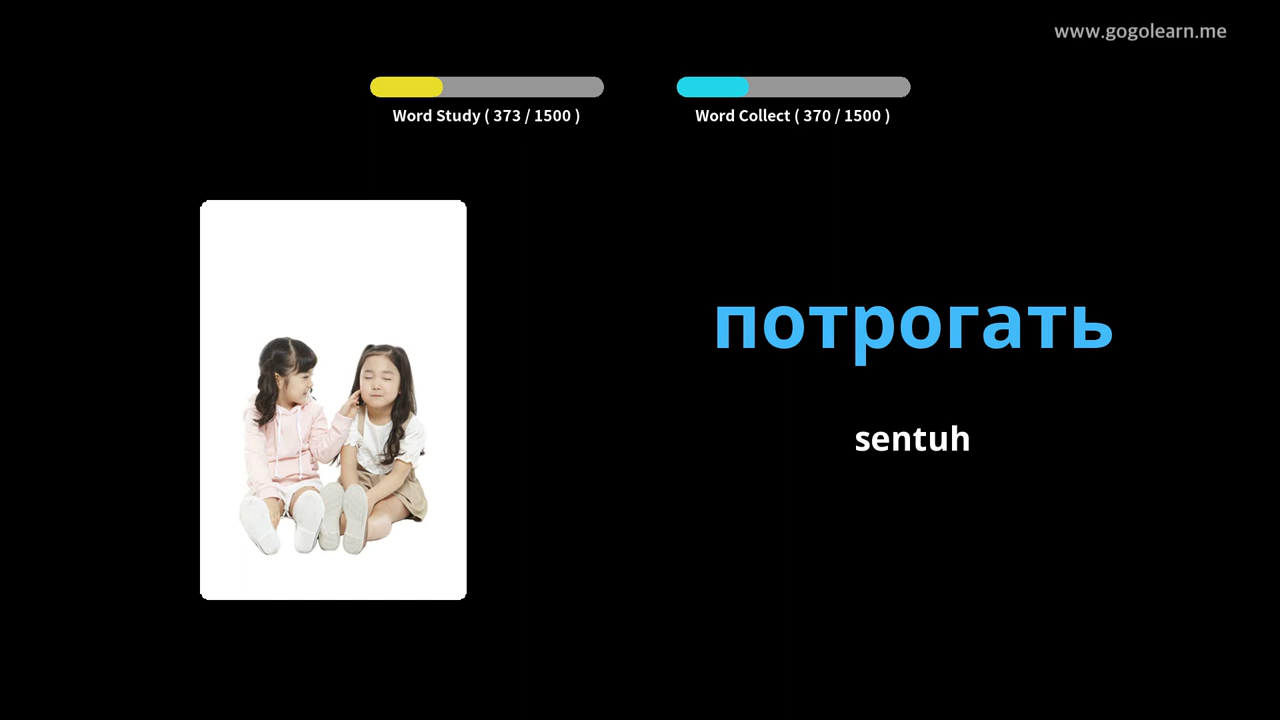 www.gogolearn.me
Word Study ( 373 / 1500 )
Word Collect ( 370 / 1500 )
потрогать
sentuh